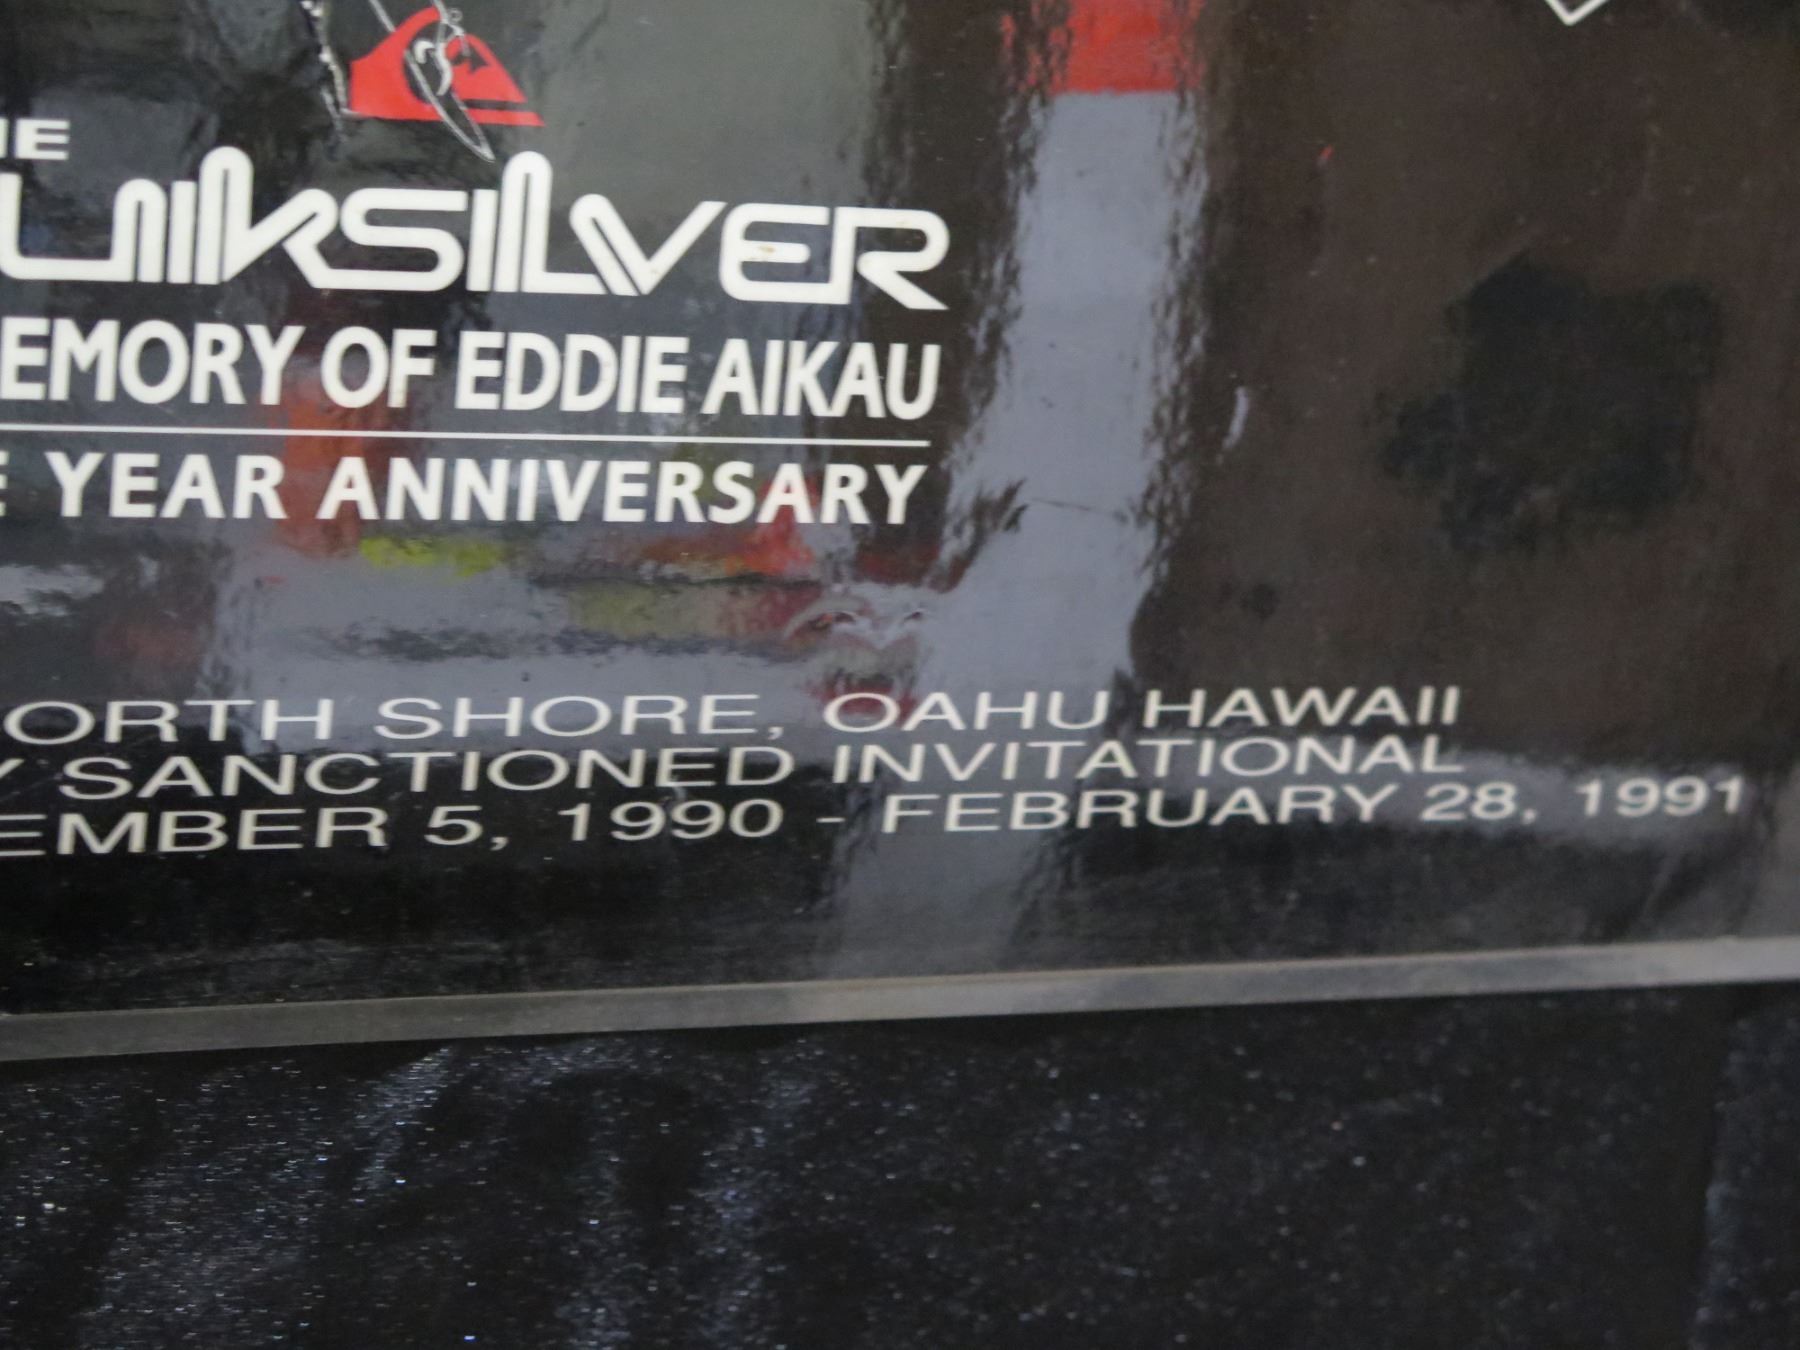 HE
UIKSILVER
EMORY OF EDDIE AIKAU
E YEAR ANNIVERSARY
ORTH SHORE, OAHU HAWAII
Y SANCTIONED INVITATIONAL
EMBER 5, 1990 - FEBRUARY 28, 1991